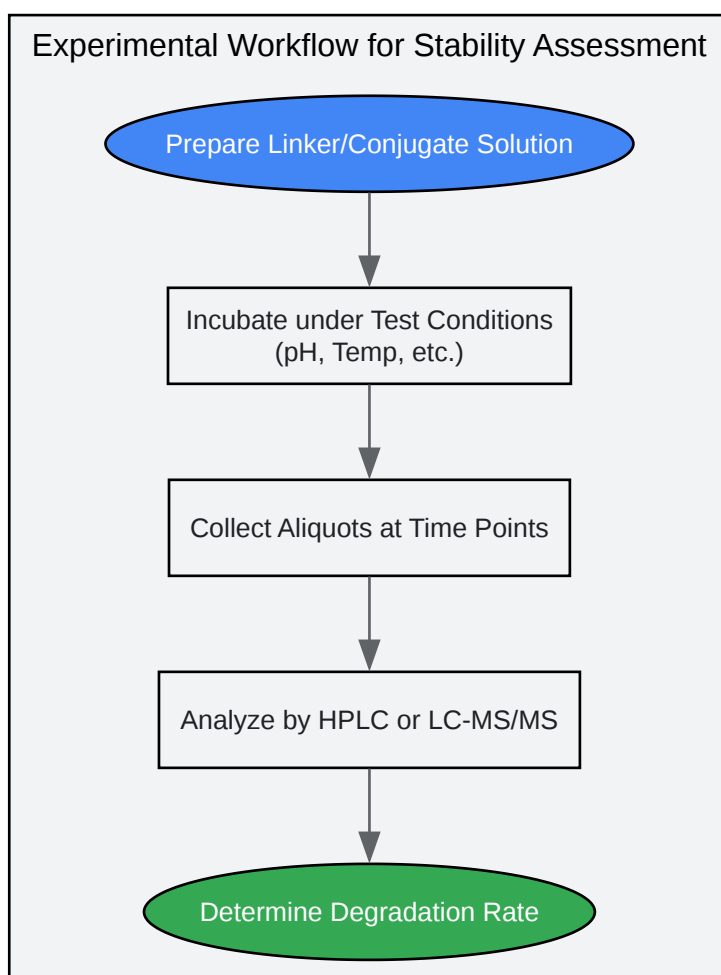 Experimental Workflow for Stability Assessment
Prepare Linker/Conjugate Solution
Incubate under Test Conditions
(pH, Temp, etc.)
Collect Aliquots at Time Points
Analyze by HPLC or LC-MS/MS
Determine Degradation Rate